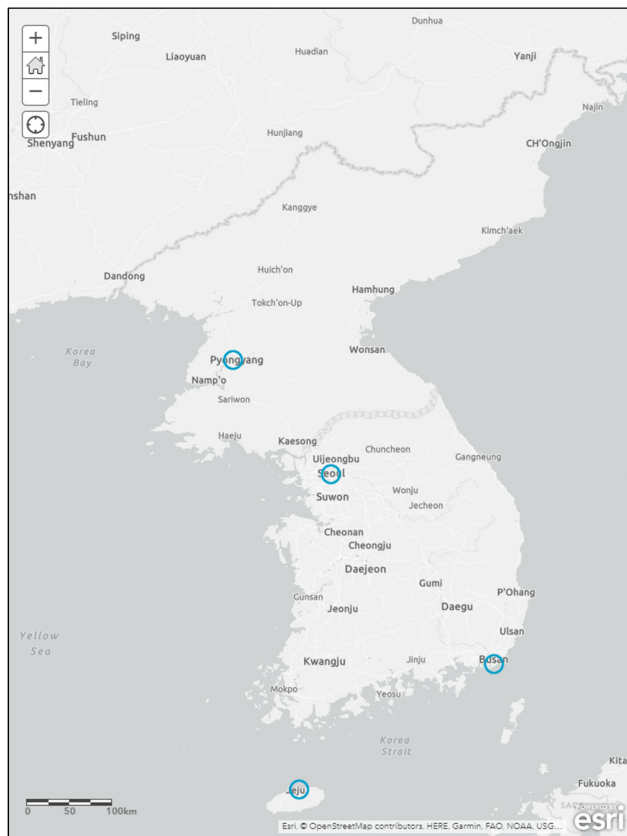 Dunhua
Siping
Huadian
Liaoyuan
Yanji
+
−
Tieling
Najin
Hunjiang
Fushun
Shenyang
CH'Ongjin
nshan
Kanggye
Kimch'aek
Huich'on
Dandong
Hamhung
Tokch'on-Up
Korea
Bay
Wonsan
Pyongyang
Namp'o
Sariwon
Haeju
Kaesong
Chuncheon
Gangneung
Uijeongbu
Seoul
Wonju
Suwon
Jecheon
Cheonan
Cheongju
Daejeon
Gumi
P'Ohang
Gunsan
Jeonju
Daegu
Ulsan
Yellow
Sea
Kwangju
Jinju
Busan
Mokpo
Yeosu
Korea
Strait
Kita
Jeju
Fukuoka
0 50 100km
POWERED BY
esri
Esri, © OpenStreetMap contributors, HERE, Garmin, FAO, NOAA, USG...